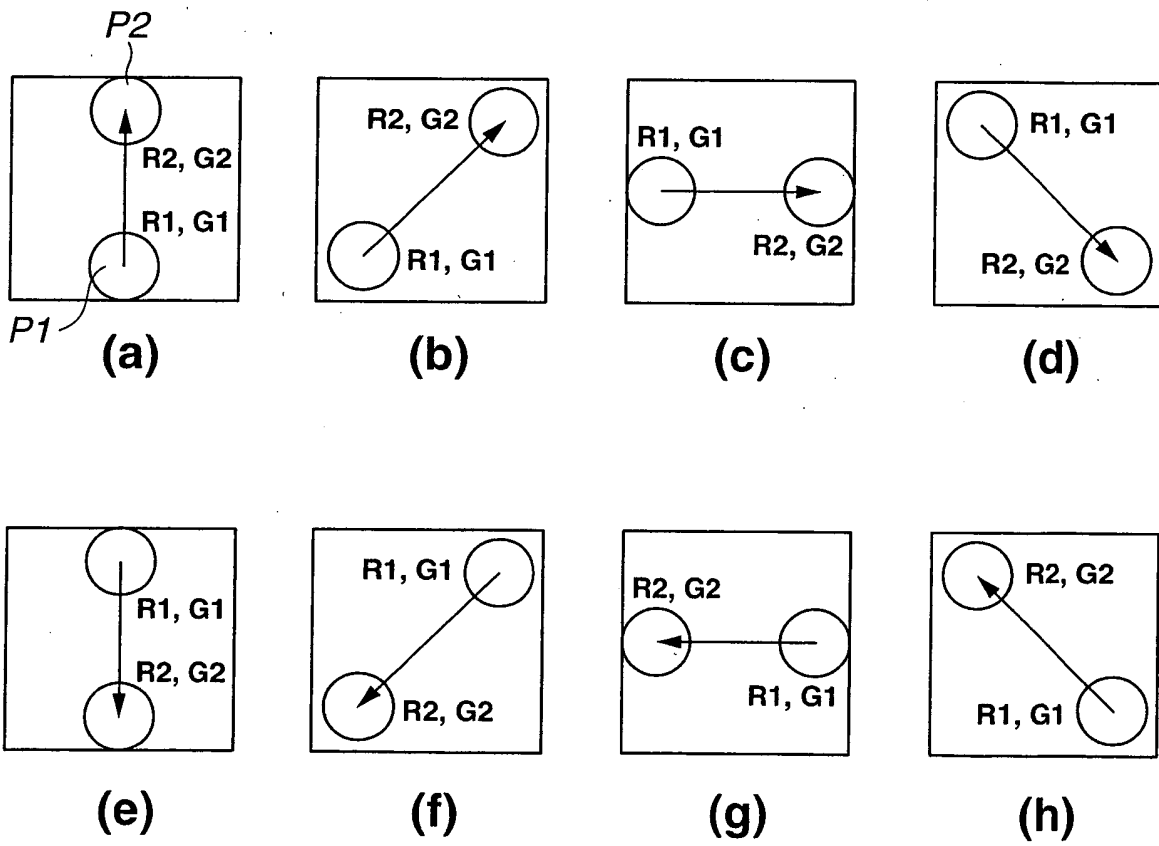 P2
R2, G2
R1, G1
P1
(a)
R2, G2
R1, G1
(b)
R1, G1
R2, G2
(c)
R1, G1
R2, G2
(d)
R1, G1
R2, G2
(e)
R1, G1
R2, G2
(f)
R2, G2
R1, G1
(g)
R2, G2
R1, G1
(h)